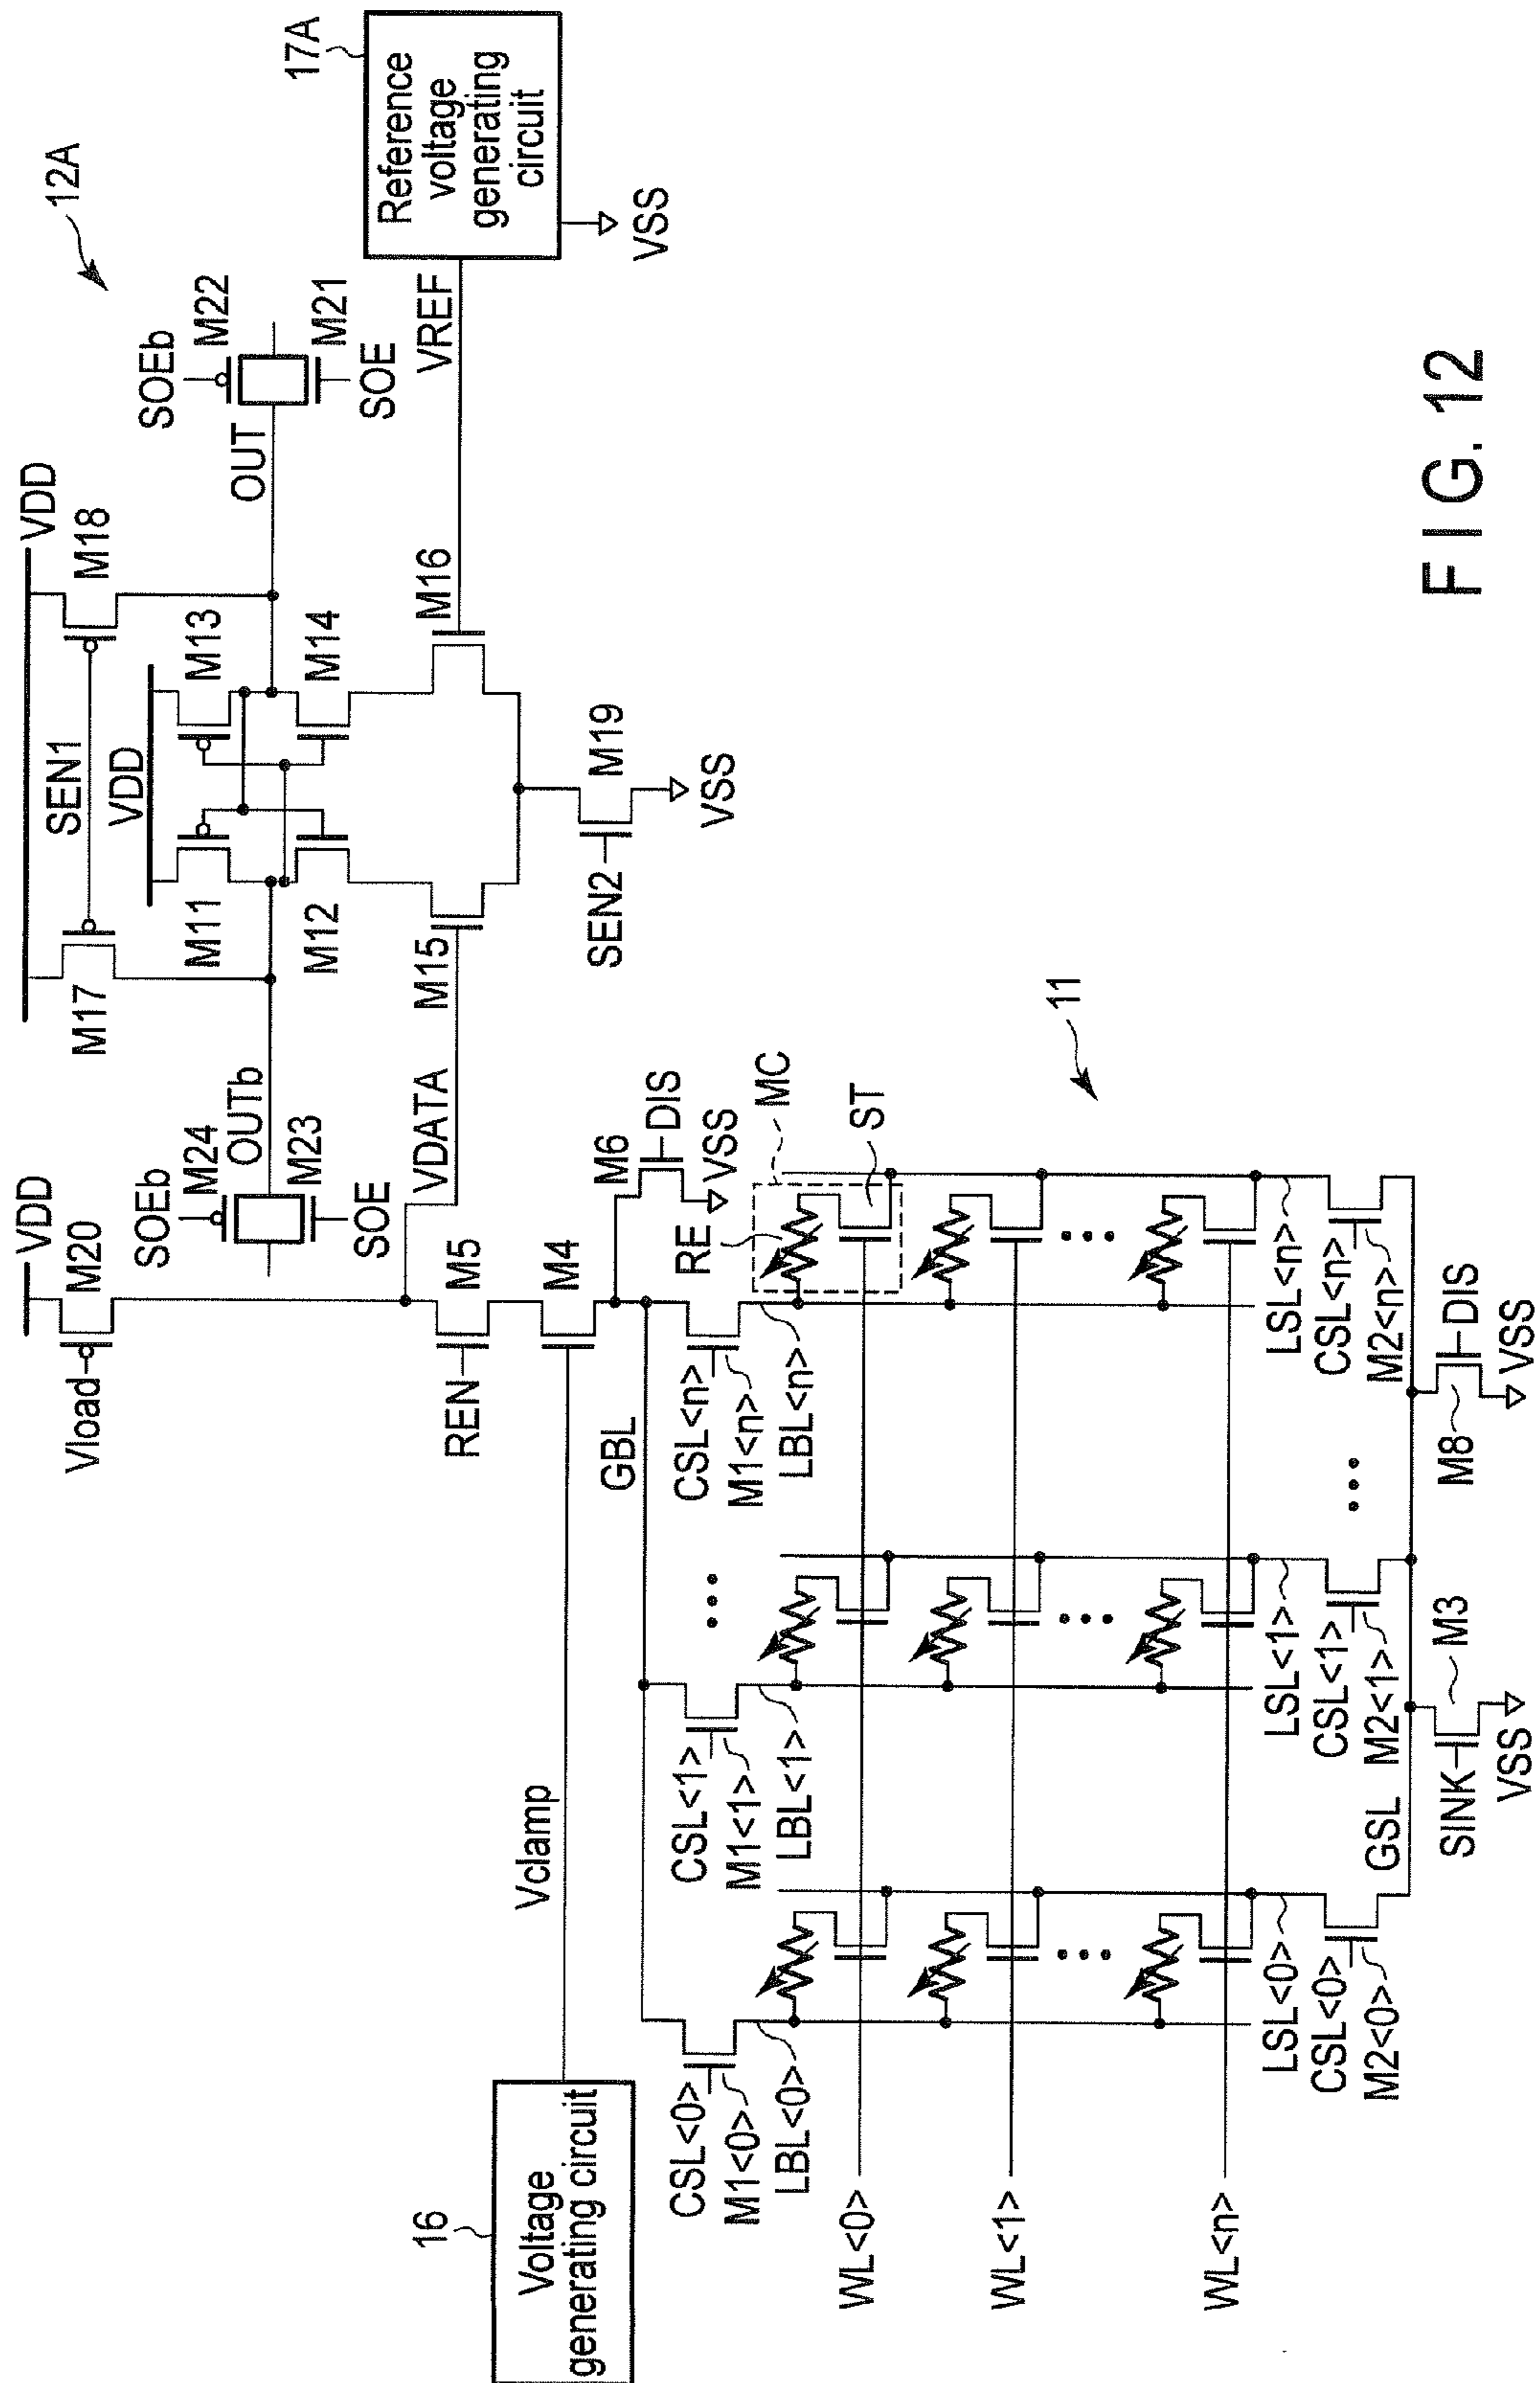 17A
Reference
voltage
generating
circuit
VSS
12A
VREF
SOEb
M22
M21
SOE
OUT
VDD
M18
SEN1
VDD
M13
M14
M16
M11
M12
M15
M17
M19
SEN2
VSS
OUTb
SOEb
M24
M23
SOE
VDATA
VDD
M20
Vload
REN
M5
M4
M6
DIS
VSS
16
Voltage
generating circuit
Vclamp
GBL
11
MC
ST
RE
CSL<0>
M1<0>
LBL<0>
CSL<1>
M1<1>
LBL<1>
CSL<n>
M1<n>
LBL<n>
WL<0>
WL<1>
WL<n>
LSL<0>
CSL<0>
M2<0>
LSL<1>
CSL<1>
M2<1>
LSL<n>
CSL<n>
M2<n>
GSL
SINK
M3
VSS
M8
DIS
VSS
FIG. 12